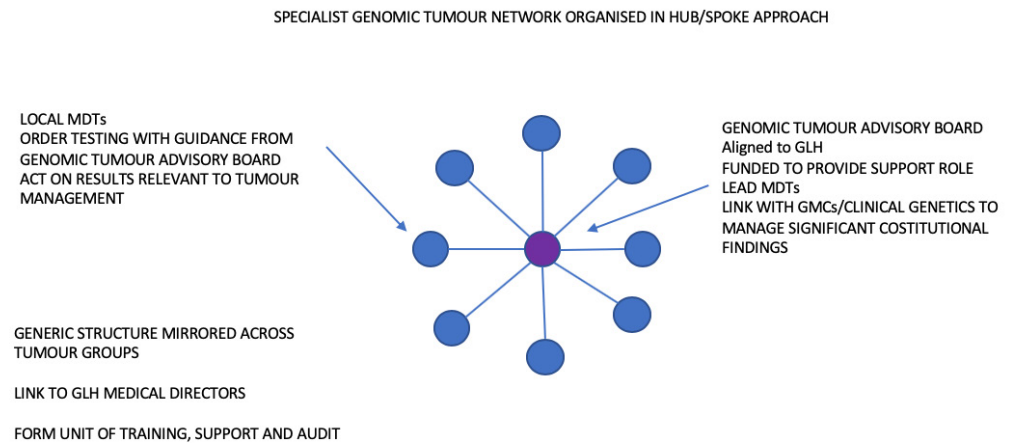 SPECIALIST GENOMIC TUMOUR NETWORK ORGANISED IN HUB/SPOKE APPROACH
LOCAL MDTs
ORDER TESTING WITH GUIDANCE FROM
GENOMIC TUMOUR ADVISORY BOARD
ACT ON RESULTS RELEVANT TO TUMOUR
MANAGEMENT
GENOMIC TUMOUR ADVISORY BOARD
Aligned to GLH
FUNDED TO PROVIDE SUPPORT ROLE
LEAD MDTs
LINK WITH GMCs/CLINICAL GENETICS TO
MANAGE SIGNIFICANT COSTITUTIONAL
FINDINGS
GENERIC STRUCTURE MIRRORED ACROSS
TUMOUR GROUPS
LINK TO GLH MEDICAL DIRECTORS
FORM UNIT OF TRAINING, SUPPORT AND AUDIT